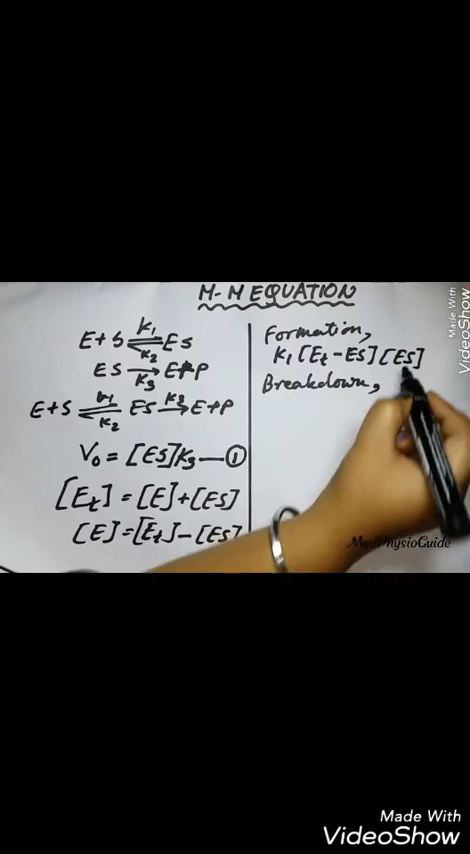 M-M EQUATION
E+S ⇌ ES
K1
K2
ES → E+P
K3
E+S ⇌ ES → E+P
K1
K2
K3
V0 = [ES]K3 — ①
[Et] = [E]+[ES]
[E] = [Et] - [ES]
Formation,
K1[Et-ES][ES]
Breakdown,
MedPhysioGuide
Made With
VideoShow
Made With
VideoShow